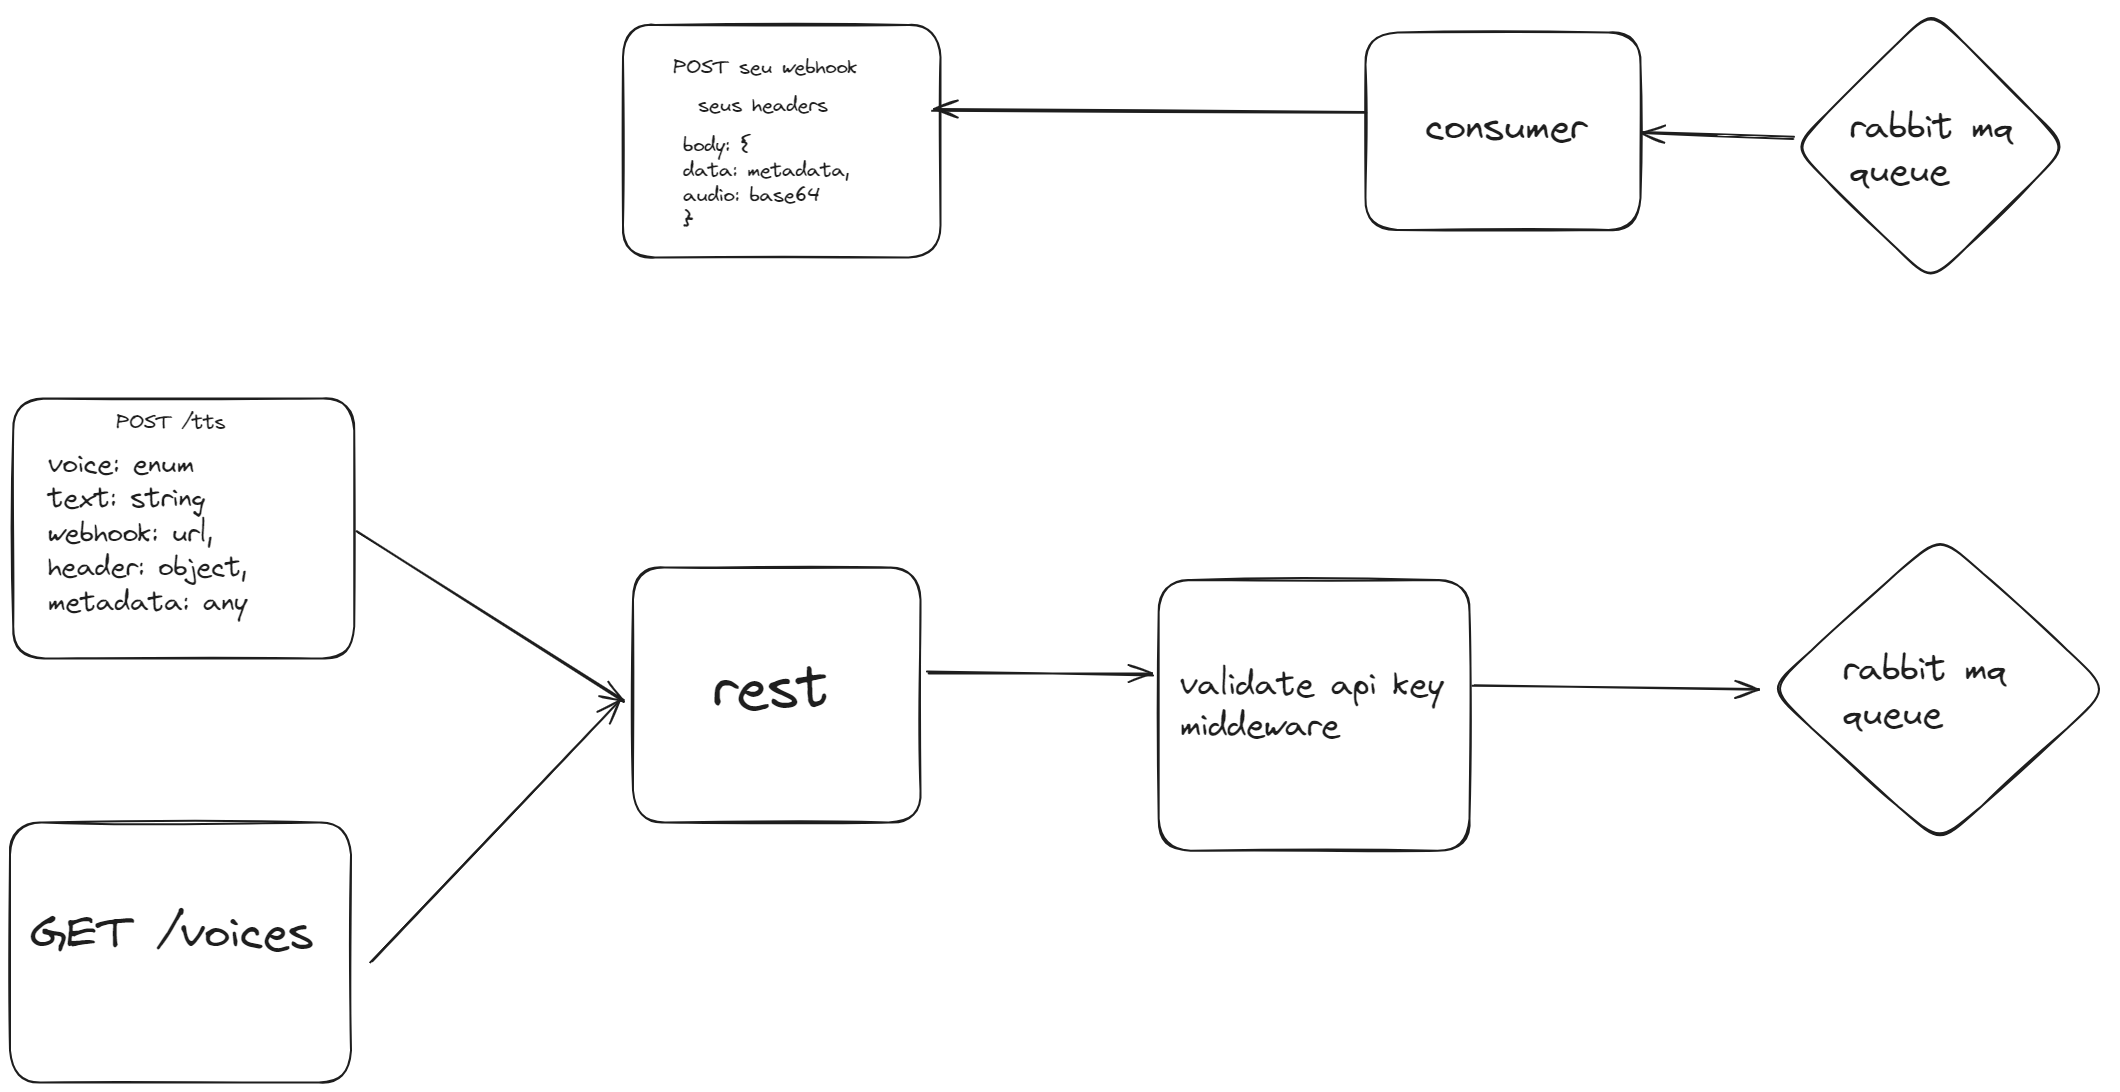 POST seu webhook
seus headers
body: {
data: metadata,
audio: base64
}
consumer
rabbit mq
queue
POST /tts
voice: enum
text: string
webhook: url,
header: object,
metadata: any
rest
validate api key
middeware
rabbit mq
queue
GET /voices